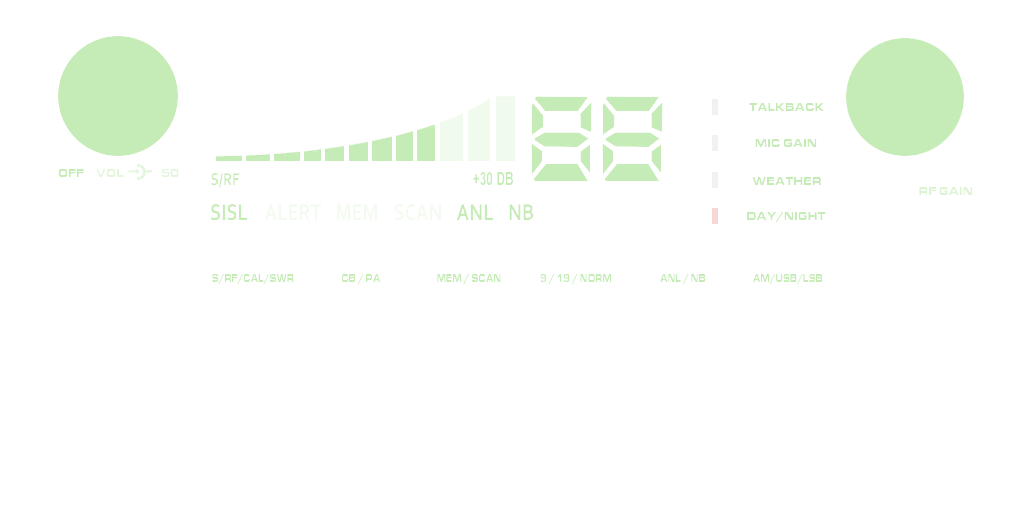 TALKBACK
MIC GAIN
OFF VOL SQ
S/RF +30 DB 88
WEATHER
RF GAIN
SISL ALERT MEM SCAN ANL NB
DAY/NIGHT
S/RF/CAL/SWR CB / PA MEM / SCAN 9 / 19 / NORM ANL / NB AM/USB/LSB